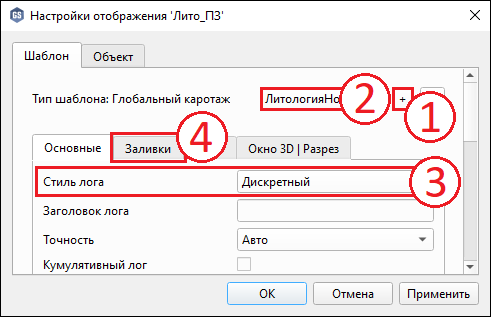 GS Настройки отображения 'Лито_ПЗ'
Шаблон Объект
Тип шаблона: Глобальный каротаж ЛитологияНо 2 + 1
Основные Заливки 4 Окно 3D | Разрез
Стиль лога Дискретный 3
Заголовок лога
Точность Авто
Кумулятивный лог
OK Отмена Применить